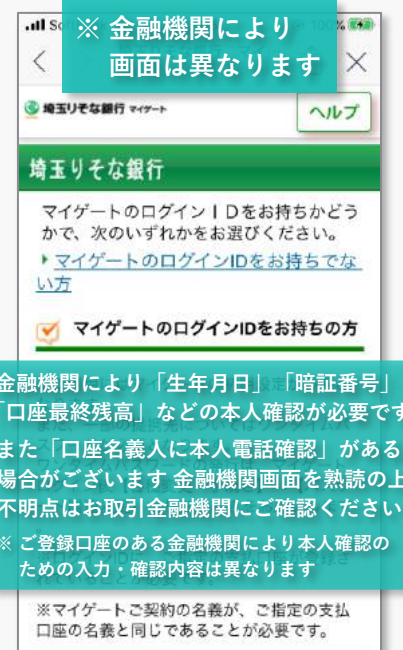 ※ 金融機関により
画面は異なります
100%
埼玉りそな銀行 マイゲート
ヘルプ
埼玉りそな銀行
マイゲートのログインＩＤをお持ちかどう
かで、次のいずれかをお選びください。
マイゲートのログインIDをお持ちでな
い方
マイゲートのログインIDをお持ちの方
金融機関により「生年月日」「暗証番号」
「口座最終残高」などの本人確認が必要です
また「口座名義人に本人電話確認」がある
場合がございます 金融機関画面を熟読の上
不明点はお取引金融機関にご確認ください
※ ご登録口座のある金融機関により本人確認の
ための入力・確認内容は異なります
※マイゲートご契約の名義が、ご指定の支払
口座の名義と同じであることが必要です。